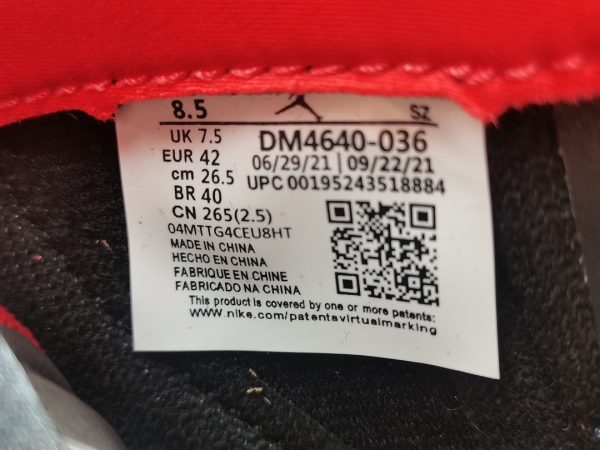 8.5 SZ
UK 7.5
EUR 42
cm 26.5
BR 40
CN 265(2.5)
DM4640-036
06/29/21 | 09/22/21
UPC 00195243518884
04MTTG4CEU8HT
MADE IN CHINA
HECHO EN CHINA
FABRIQUE EN CHINE
FABRICADO NA CHINA
This product is covered by one or more patents:
www.nike.com/patentsvirtualmarking